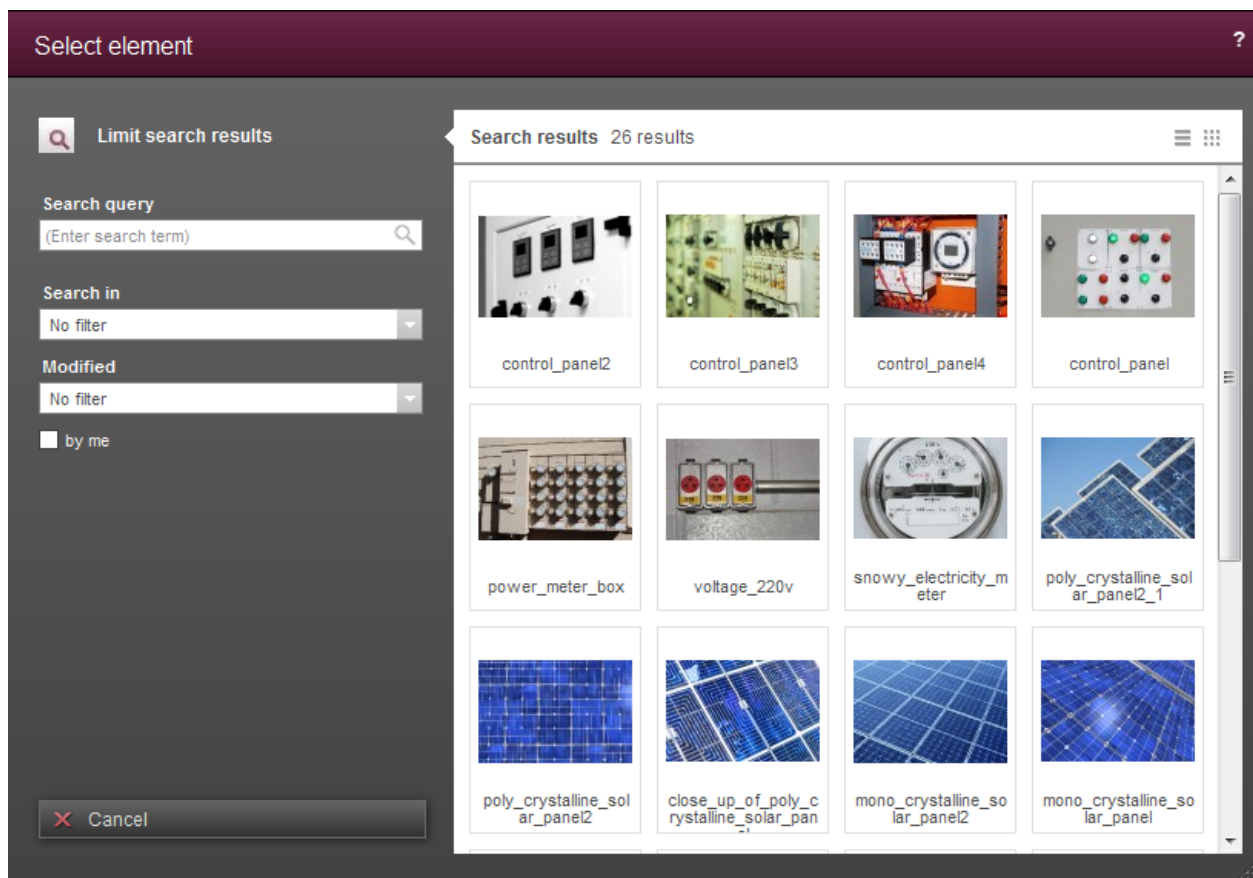 Select element
?
Limit search results
Search results 26 results
Search query
(Enter search term)
Search in
No filter
Modified
No filter
by me
control_panel2
control_panel3
control_panel4
control_panel
power_meter_box
voltage_220v
snowy_electricity_m
eter
poly_crystalline_sol
ar_panel2_1
poly_crystalline_sol
ar_panel2
close_up_of_poly_c
rystalline_solar_pan
mono_crystalline_so
lar_panel2
mono_crystalline_so
lar_panel
Cancel